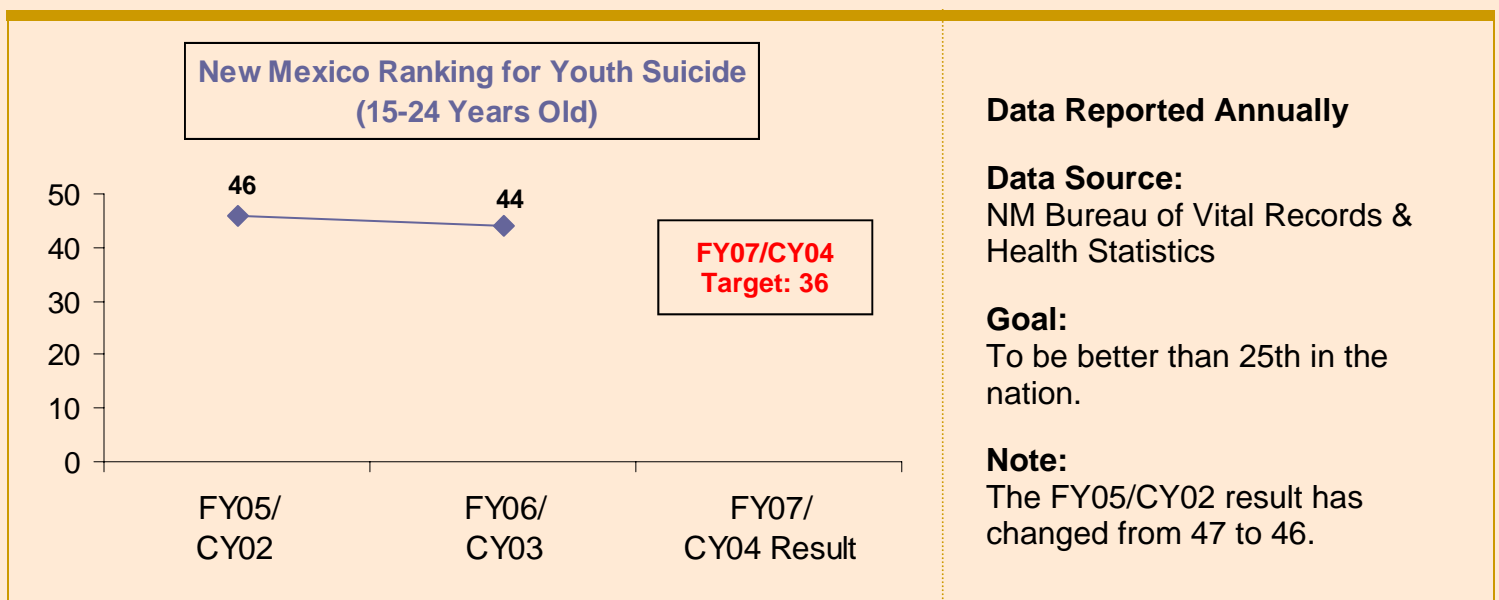 New Mexico Ranking for Youth Suicide
(15-24 Years Old)
46
44
50
40
30
20
10
0
FY07/CY04
Target: 36
FY05/
CY02
FY06/
CY03
FY07/
CY04 Result
Data Reported Annually
Data Source:
NM Bureau of Vital Records &
Health Statistics
Goal:
To be better than 25th in the
nation.
Note:
The FY05/CY02 result has
changed from 47 to 46.